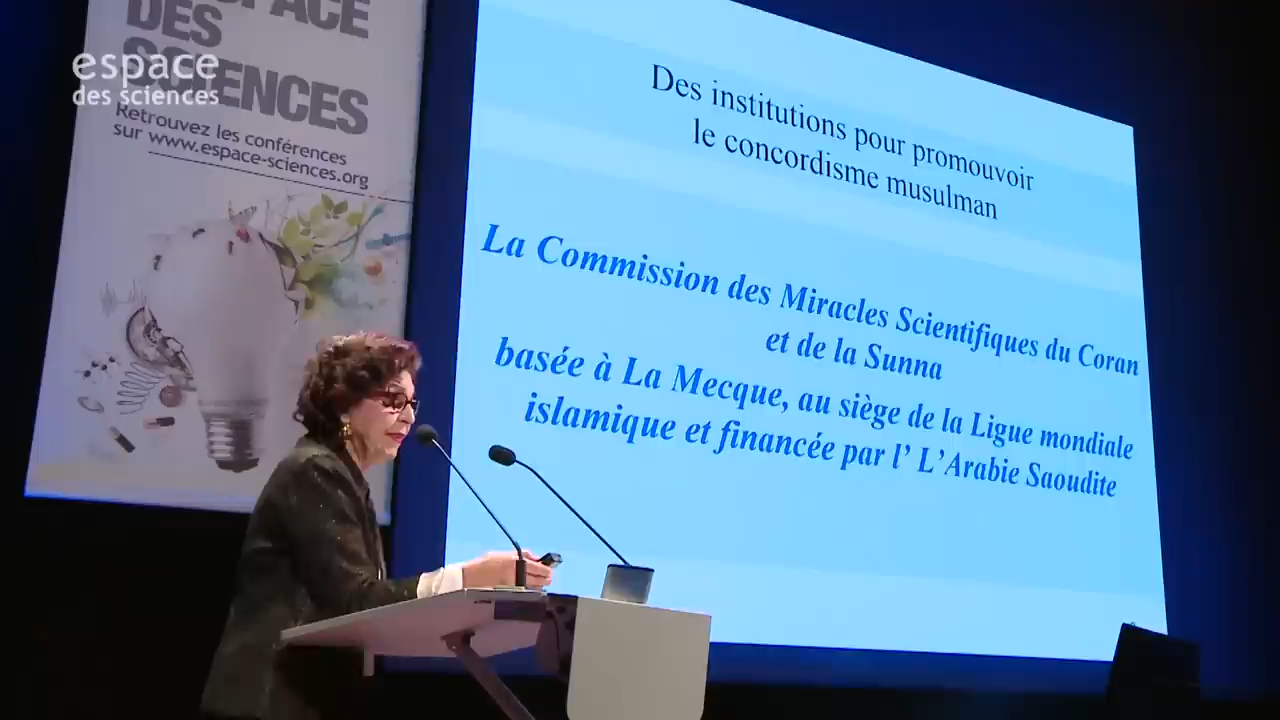 ESPACE
DES
SCIENCES
espace
des sciences
Retrouvez les conférences
sur www.espace-sciences.org
Des institutions pour promouvoir
le concordisme musulman
La Commission des Miracles Scientifiques du Coran
et de la Sunna
basée à La Mecque, au siège de la Ligue mondiale
islamique et financée par l’ L’Arabie Saoudite